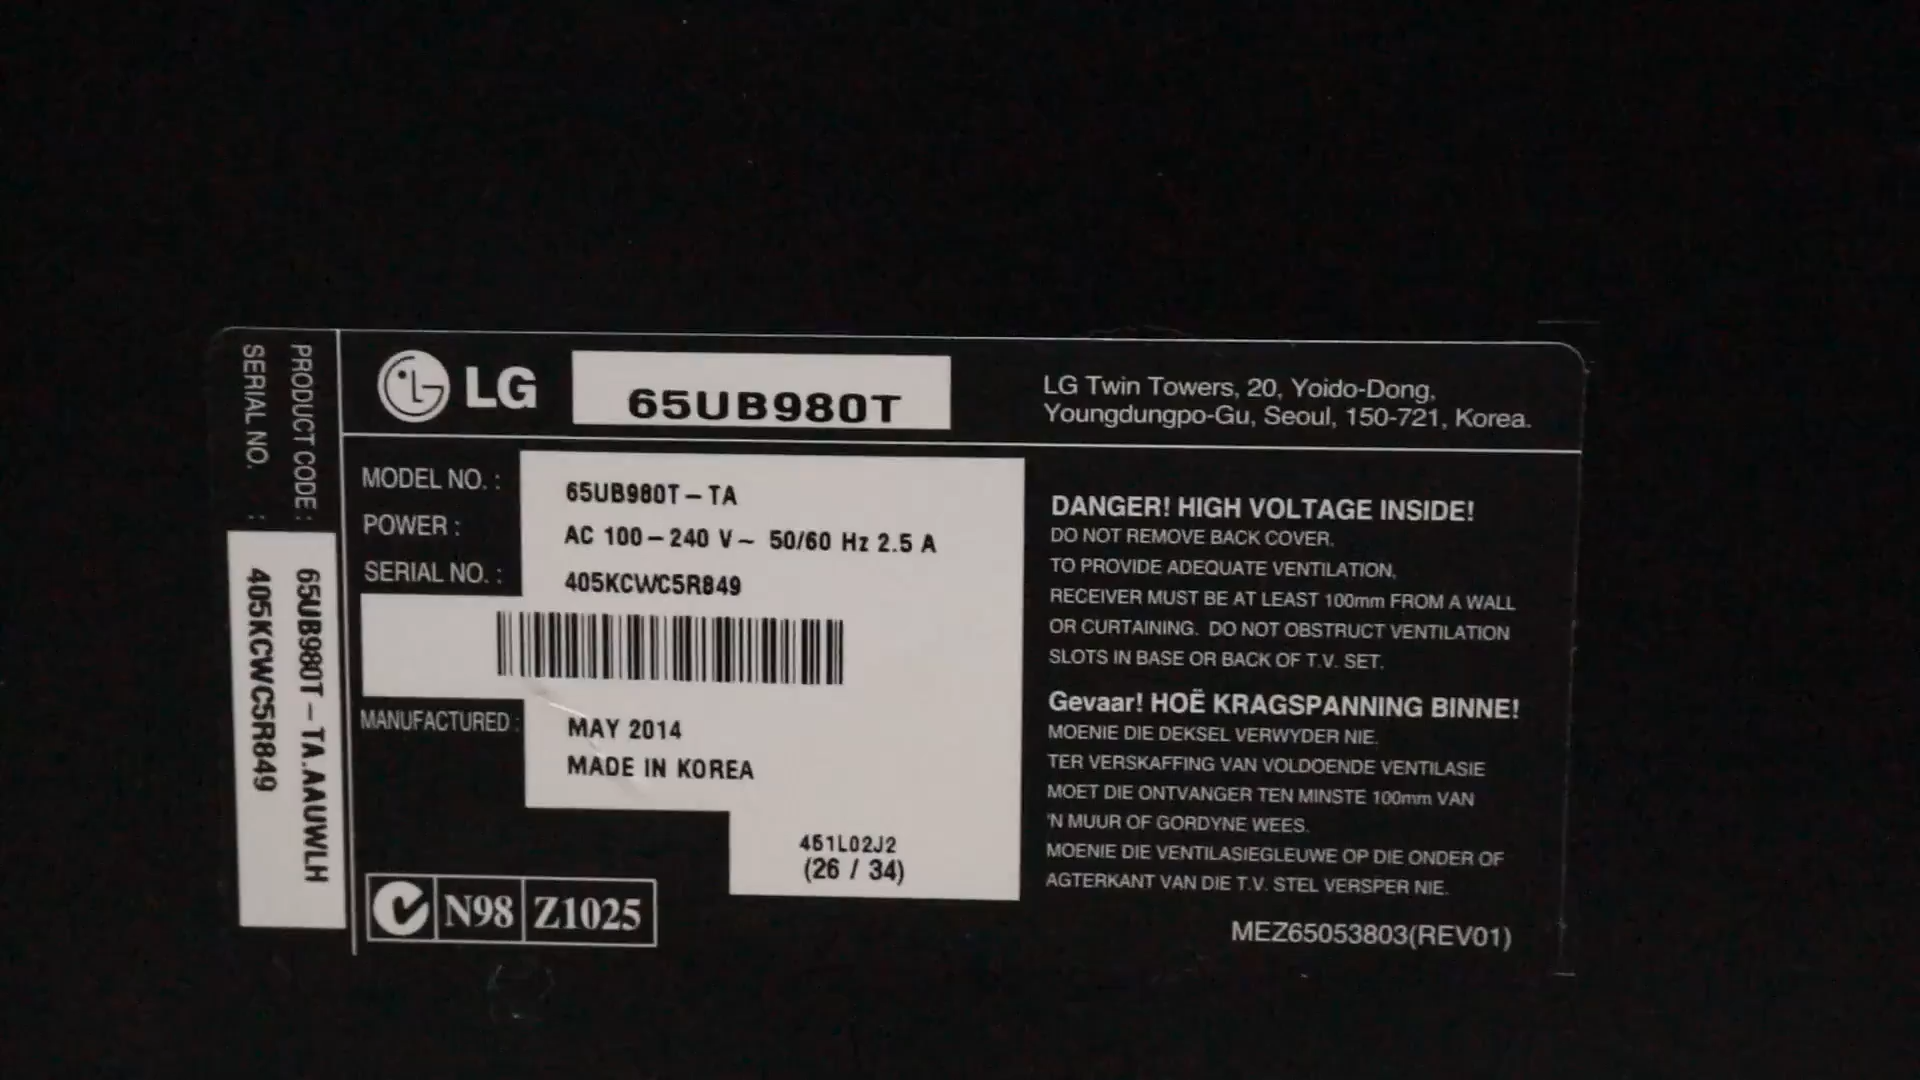 PRODUCT CODE : 65UB980T-TA.AAUWLH
SERIAL NO. : 405KCWC5R849
LG
65UB980T
LG Twin Towers, 20, Yoido-Dong,
Youngdungpo-Gu, Seoul, 150-721, Korea.
MODEL NO. : 65UB980T-TA
POWER : AC 100-240 V~ 50/60 Hz 2.5 A
SERIAL NO. : 405KCWC5R849
MANUFACTURED : MAY 2014
MADE IN KOREA
461L02J2
(26 / 34)
N98 Z1025
DANGER! HIGH VOLTAGE INSIDE!
DO NOT REMOVE BACK COVER.
TO PROVIDE ADEQUATE VENTILATION,
RECEIVER MUST BE AT LEAST 100mm FROM A WALL
OR CURTAINING. DO NOT OBSTRUCT VENTILATION
SLOTS IN BASE OR BACK OF T.V. SET.
Gevaar! HOË KRAGSPANNING BINNE!
MOENIE DIE DEKSEL VERWYDER NIE.
TER VERSKAFFING VAN VOLDOENDE VENTILASIE
MOET DIE ONTVANGER TEN MINSTE 100mm VAN
'N MUUR OF GORDYNE WEES.
MOENIE DIE VENTILASIEGLEUWE OP DIE ONDER OF
AGTERKANT VAN DIE T.V. STEL VERSPER NIE.
MEZ65053803(REV01)